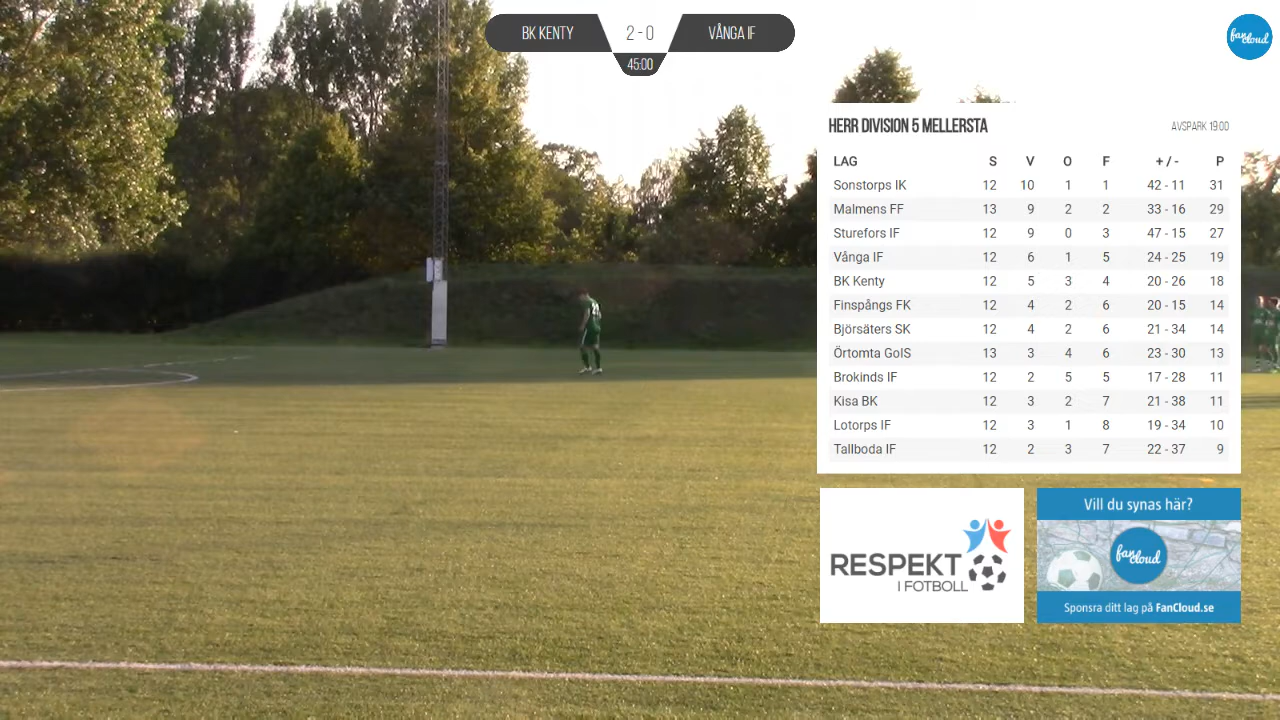 BK KENTY 2 - 0 VÅNGA IF
45:00
fan cloud
HERR DIVISION 5 MELLERSTA AVSPARK 19:00
LAG S V O F + / - P
Sonstorps IK 12 10 1 1 42 - 11 31
Malmens FF 13 9 2 2 33 - 16 29
Sturefors IF 12 9 0 3 47 - 15 27
Vånga IF 12 6 1 5 24 - 25 19
BK Kenty 12 5 3 4 20 - 26 18
Finspångs FK 12 4 2 6 20 - 15 14
Björsäters SK 12 4 2 6 21 - 34 14
Örtomta GoIS 13 3 4 6 23 - 30 13
Brokinds IF 12 2 5 5 17 - 28 11
Kisa BK 12 3 2 7 21 - 38 11
Lotorps IF 12 3 1 8 19 - 34 10
Tallboda IF 12 2 3 7 22 - 37 9
RESPEKT
I FOTBOLL
Vill du synas här?
fan cloud
Sponsra ditt lag på FanCloud.se